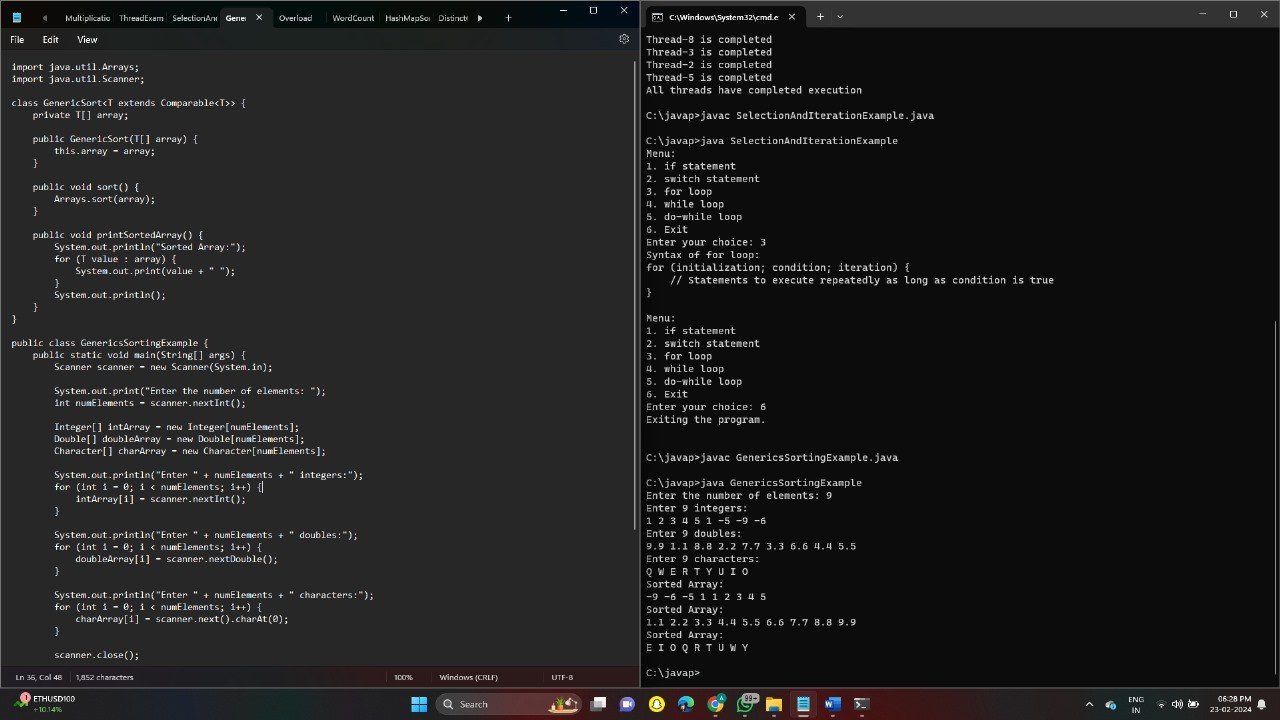 Multiplicatio ThreadExam SelectionAn Gener Overload WordCount HashMapSo Distinct
File Edit View
import java.util.Arrays;
import java.util.Scanner;
class GenericSort<T extends Comparable<T>> {
private T[] array;
public GenericSort(T[] array) {
this.array = array;
}
public void sort() {
Arrays.sort(array);
}
public void printSortedArray() {
System.out.println("Sorted Array:");
for (T value : array) {
System.out.print(value + " ");
}
System.out.println();
}
}
public class GenericsSortingExample {
public static void main(String[] args) {
Scanner scanner = new Scanner(System.in);
System.out.print("Enter the number of elements: ");
int numElements = scanner.nextInt();
Integer[] intArray = new Integer[numElements];
Double[] doubleArray = new Double[numElements];
Character[] charArray = new Character[numElements];
System.out.println("Enter " + numElements + " integers:");
for (int i = 0; i < numElements; i++) {
intArray[i] = scanner.nextInt();
}
System.out.println("Enter " + numElements + " doubles:");
for (int i = 0; i < numElements; i++) {
doubleArray[i] = scanner.nextDouble();
}
System.out.println("Enter " + numElements + " characters:");
for (int i = 0; i < numElements; i++) {
charArray[i] = scanner.next().charAt(0);
}
scanner.close();
Ln 36, Col 48 1,852 characters 100% Windows (CRLF) UTF-8
C:\Windows\System32\cmd.e
Thread-8 is completed
Thread-3 is completed
Thread-2 is completed
Thread-5 is completed
All threads have completed execution
C:\javap>javac SelectionAndIterationExample.java
C:\javap>java SelectionAndIterationExample
Menu:
1. if statement
2. switch statement
3. for loop
4. while loop
5. do-while loop
6. Exit
Enter your choice: 3
Syntax of for loop:
for (initialization; condition; iteration) {
// Statements to execute repeatedly as long as condition is true
}
Menu:
1. if statement
2. switch statement
3. for loop
4. while loop
5. do-while loop
6. Exit
Enter your choice: 6
Exiting the program.
C:\javap>javac GenericsSortingExample.java
C:\javap>java GenericsSortingExample
Enter the number of elements: 9
Enter 9 integers:
1 2 3 4 5 1 -5 -9 -6
Enter 9 doubles:
9.9 1.1 8.8 2.2 7.7 3.3 6.6 4.4 5.5
Enter 9 characters:
Q W E R T Y U I O
Sorted Array:
-9 -6 -5 1 1 2 3 4 5
Sorted Array:
1.1 2.2 3.3 4.4 5.5 6.6 7.7 8.8 9.9
Sorted Array:
E I O Q R T U W Y
C:\javap>
1 ETHUSD100
+10.14%
Search
99+
ENG
IN
06:28 PM
23-02-2024